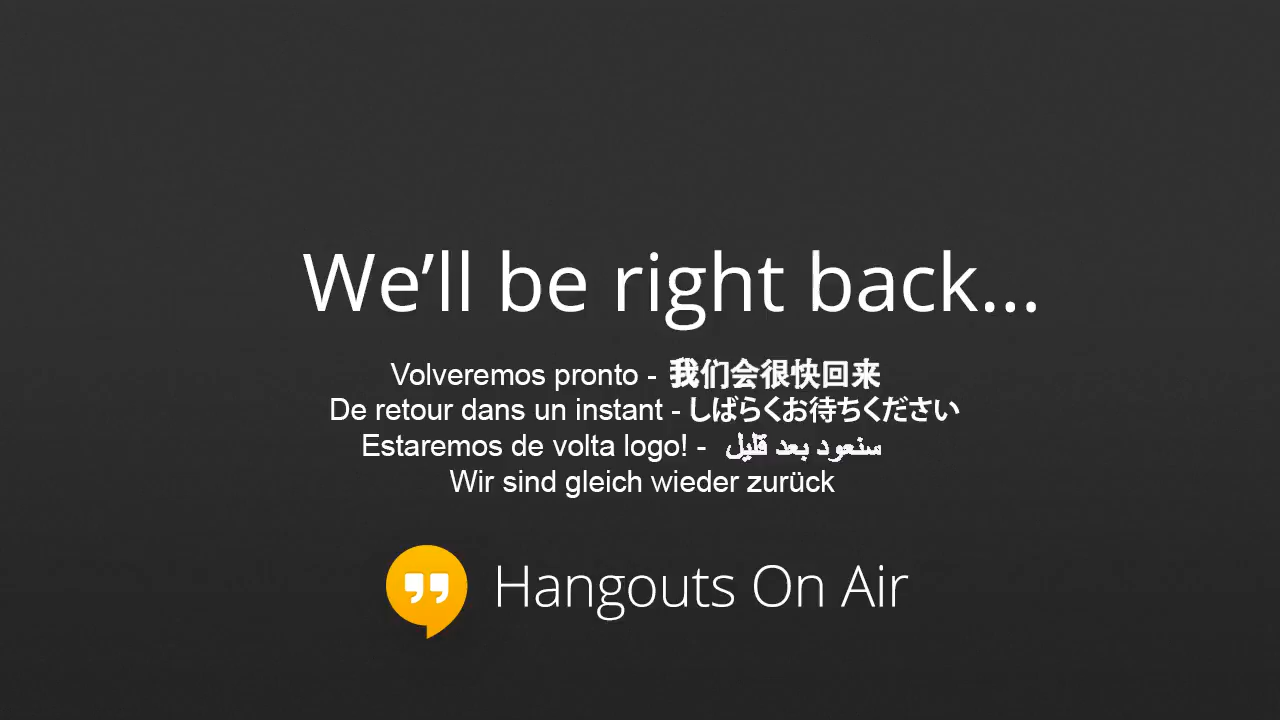 We’ll be right back...
Volveremos pronto - 我们会很快回来
De retour dans un instant - しばらくお待ちください
Estaremos de volta logo! - سنعود بعد قليل
Wir sind gleich wieder zurück
Hangouts On Air